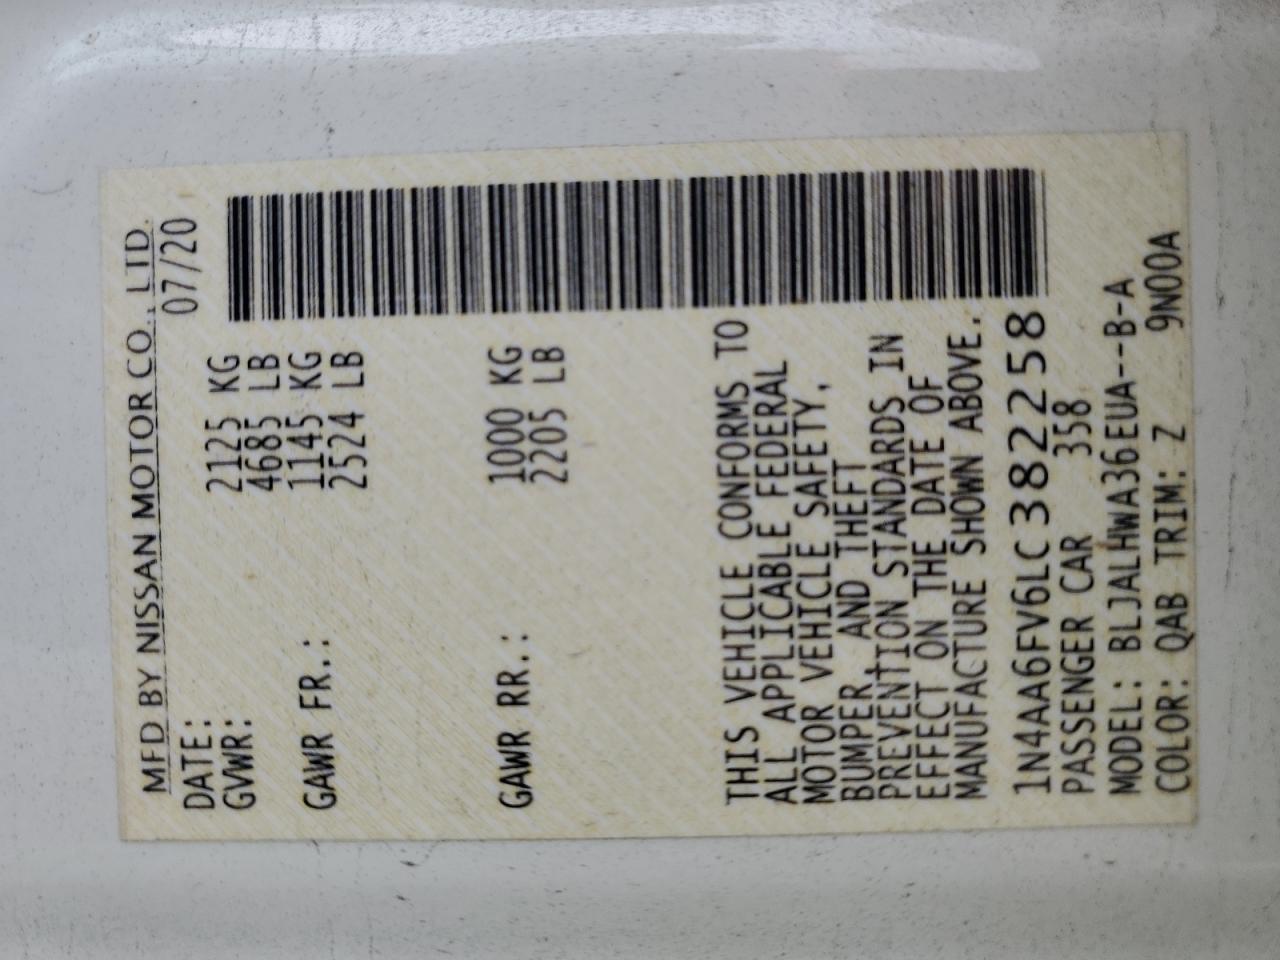 MFD BY NISSAN MOTOR CO., LTD.
DATE: 07/20
GVWR: 2125 KG
4685 LB
GAWR FR.: 1145 KG
2524 LB
GAWR RR.: 1000 KG
2205 LB
THIS VEHICLE CONFORMS TO
ALL APPLICABLE FEDERAL
MOTOR VEHICLE SAFETY,
BUMPER, AND THEFT
PREVENTION STANDARDS IN
EFFECT ON THE DATE OF
MANUFACTURE SHOWN ABOVE.
1N4AA6FV6LC382258
PASSENGER CAR 358
MODEL: BLJALHWA36EUA--B-A
COLOR: QAB TRIM: Z 9N00A